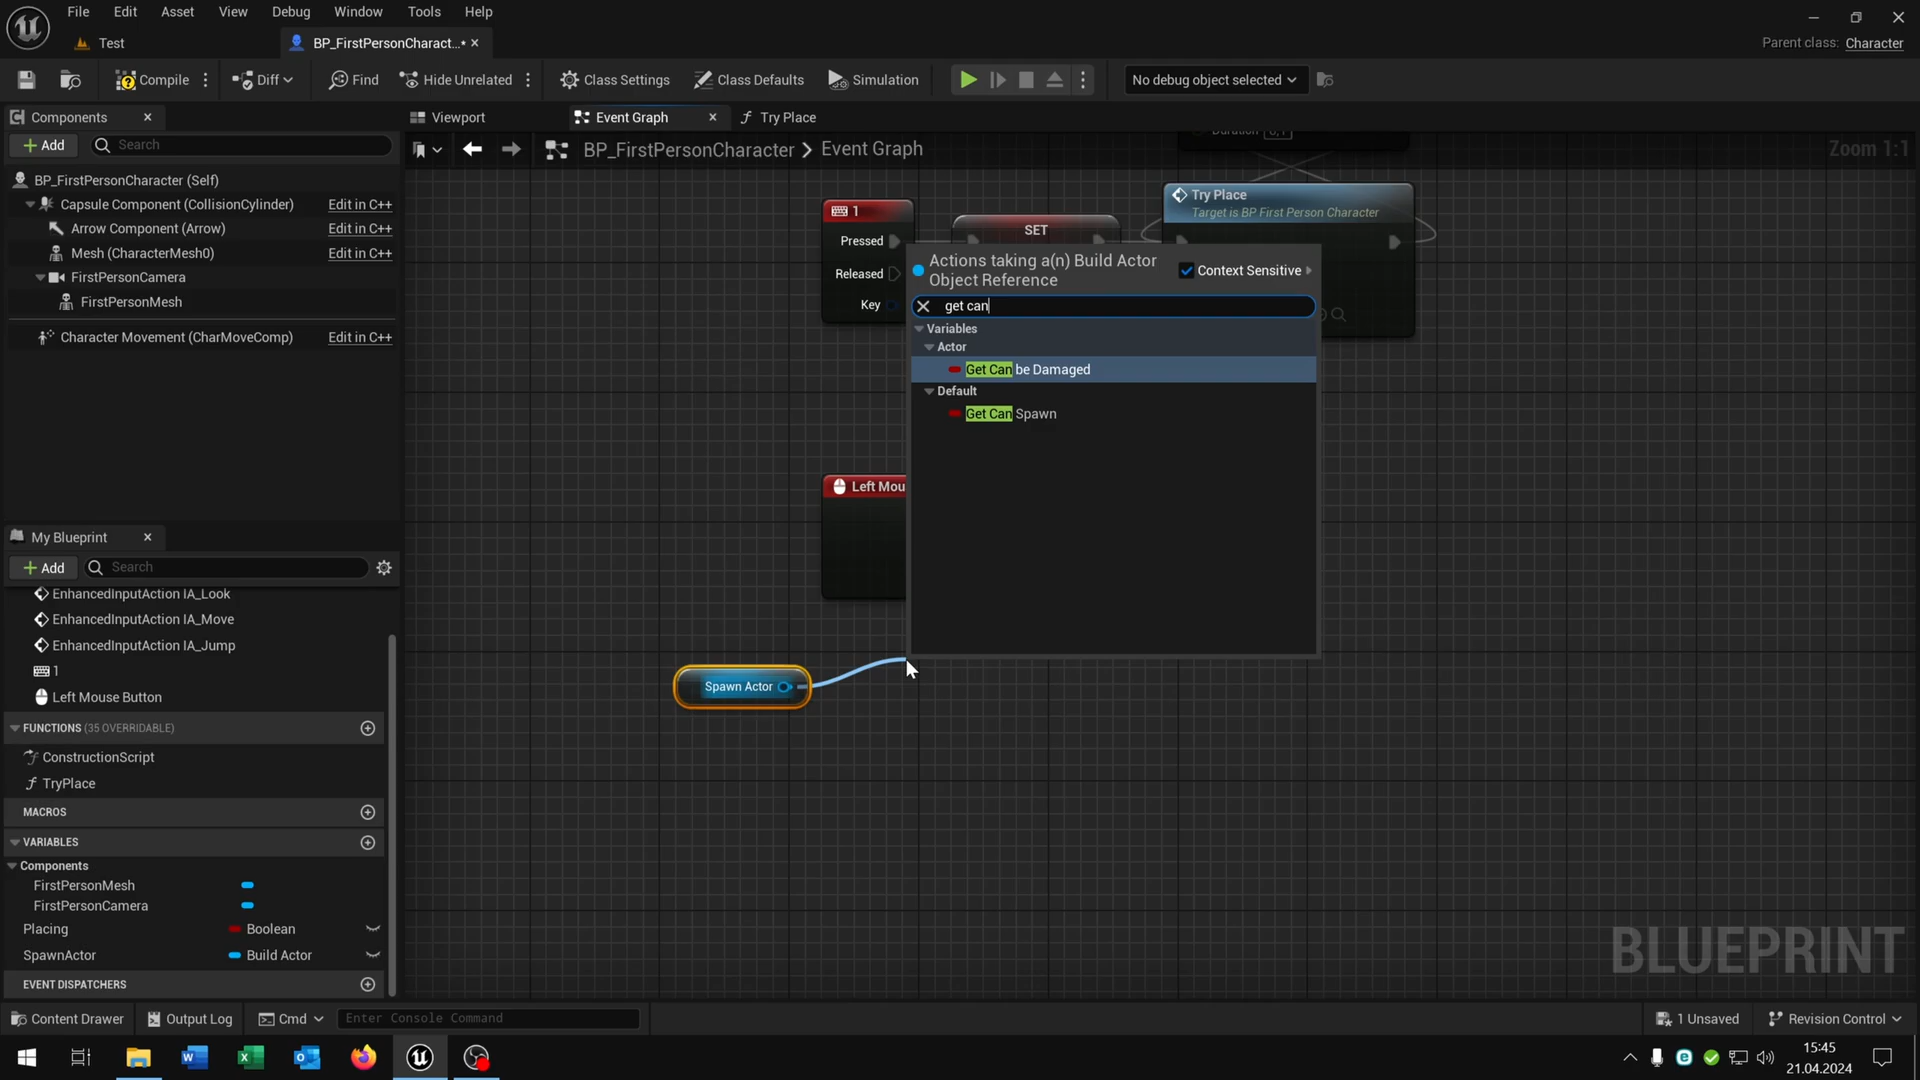 File Edit Asset View Debug Window Tools Help
Test
BP_FirstPersonCharact...•
Parent class: Character
Compile
Diff
Find
Hide Unrelated
Class Settings
Class Defaults
Simulation
No debug object selected
Components
Viewport
Event Graph
Try Place
Add
Search
BP_FirstPersonCharacter > Event Graph
Zoom 1:1
Duration 0,1
BP_FirstPersonCharacter (Self)
Capsule Component (CollisionCylinder) Edit in C++
Arrow Component (Arrow) Edit in C++
Mesh (CharacterMesh0) Edit in C++
FirstPersonCamera
FirstPersonMesh
Character Movement (CharMoveComp) Edit in C++
1
Pressed
Released
Key
SET
Try Place
Target is BP First Person Character
Actions taking a(n) Build Actor
Object Reference
Context Sensitive
get can
Variables
Actor
Get Can be Damaged
Default
Get Can Spawn
Left Mou
Spawn Actor
My Blueprint
Add
Search
EnhancedInputAction IA_Look
EnhancedInputAction IA_Move
EnhancedInputAction IA_Jump
1
Left Mouse Button
FUNCTIONS (35 OVERRIDABLE)
ConstructionScript
TryPlace
MACROS
VARIABLES
Components
FirstPersonMesh
FirstPersonCamera
Placing Boolean
SpawnActor Build Actor
EVENT DISPATCHERS
BLUEPRINT
Content Drawer
Output Log
Cmd
Enter Console Command
1 Unsaved
Revision Control
15:45
21.04.2024